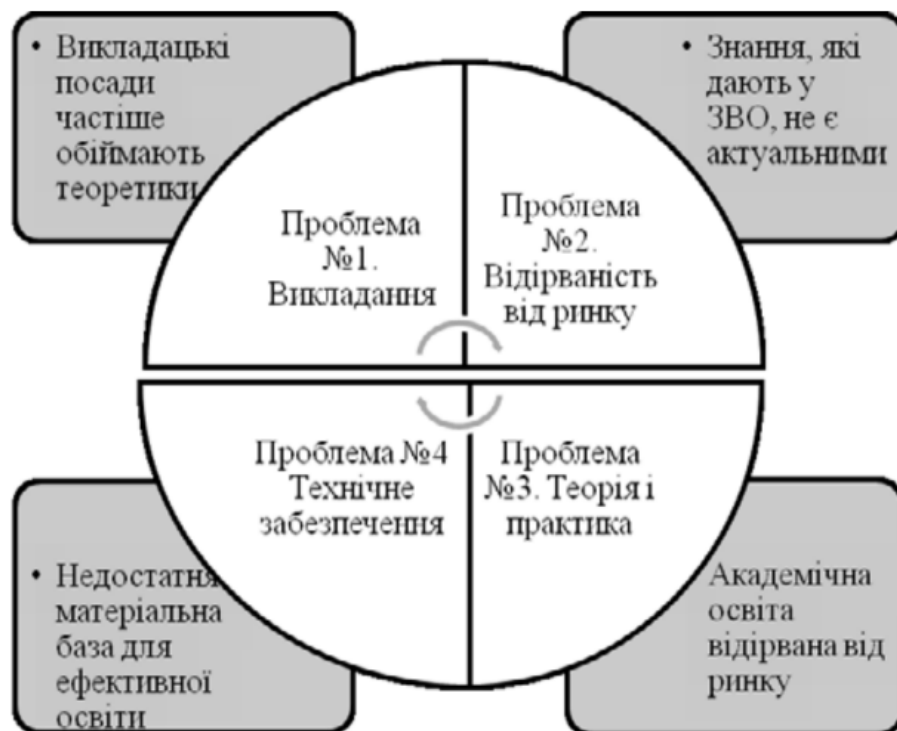 • Викладацькі
посади
частіше
обіймають
теоретики
• Знання, які
дають у
ЗВО, не є
актуальними
Проблема
№1.
Викладання
Проблема
№2.
Відірваність
від ринку
Проблема №4
Технічне
забезпечення
Проблема
№3. Теорія і
практика
• Недостатня
матеріальна
база для
ефективної
освіти
Академічна
освіта
відірвана від
ринку